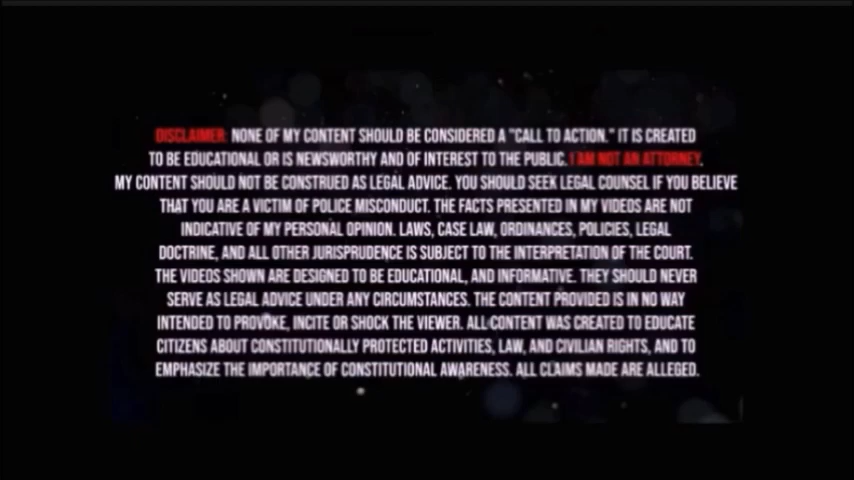 DISCLAIMER: NONE OF MY CONTENT SHOULD BE CONSIDERED A "CALL TO ACTION." IT IS CREATED
TO BE EDUCATIONAL OR IS NEWSWORTHY AND OF INTEREST TO THE PUBLIC. I AM NOT AN ATTORNEY.
MY CONTENT SHOULD NOT BE CONSTRUED AS LEGAL ADVICE. YOU SHOULD SEEK LEGAL COUNSEL IF YOU BELIEVE
THAT YOU ARE A VICTIM OF POLICE MISCONDUCT. THE FACTS PRESENTED IN MY VIDEOS ARE NOT
INDICATIVE OF MY PERSONAL OPINION. LAWS, CASE LAW, ORDINANCES, POLICIES, LEGAL
DOCTRINE, AND ALL OTHER JURISPRUDENCE IS SUBJECT TO THE INTERPRETATION OF THE COURT.
THE VIDEOS SHOWN ARE DESIGNED TO BE EDUCATIONAL, AND INFORMATIVE. THEY SHOULD NEVER
SERVE AS LEGAL ADVICE UNDER ANY CIRCUMSTANCES. THE CONTENT PROVIDED IS IN NO WAY
INTENDED TO PROVOKE, INCITE OR SHOCK THE VIEWER. ALL CONTENT WAS CREATED TO EDUCATE
CITIZENS ABOUT CONSTITUTIONALLY PROTECTED ACTIVITIES, LAW, AND CIVILIAN RIGHTS, AND TO
EMPHASIZE THE IMPORTANCE OF CONSTITUTIONAL AWARENESS. ALL CLAIMS MADE ARE ALLEGED.